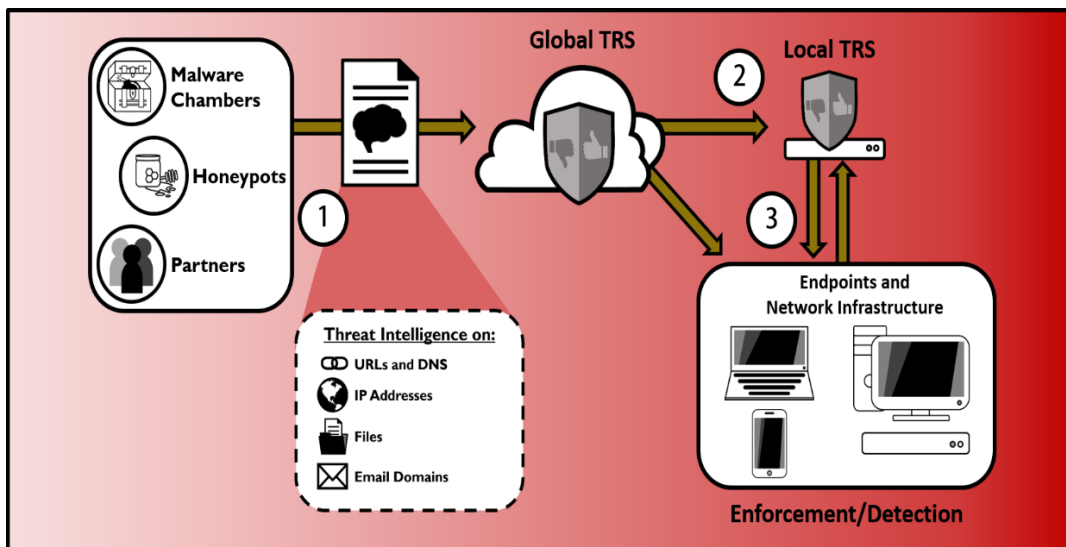 Malware
Chambers
Honeypots
Partners
1
Threat Intelligence on:
URLs and DNS
IP Addresses
Files
Email Domains
Global TRS
2
Local TRS
3
Endpoints and
Network Infrastructure
Enforcement/Detection